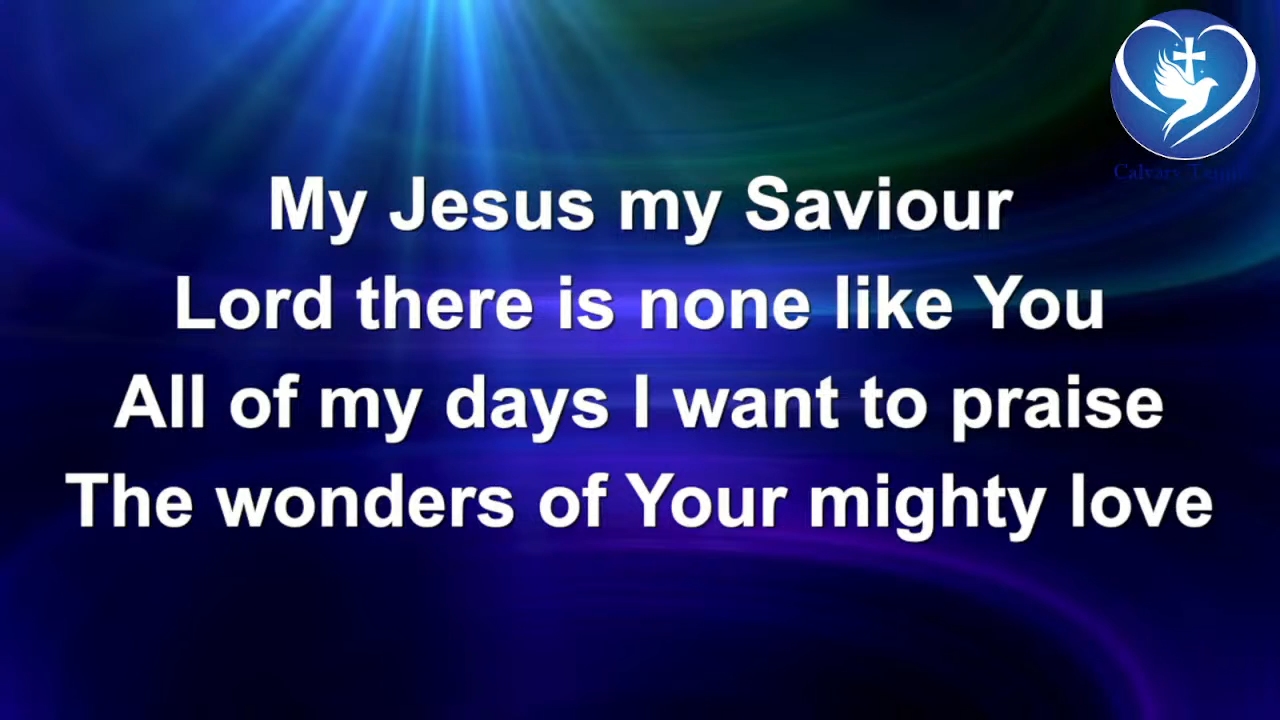 My Jesus my Saviour
Lord there is none like You
All of my days I want to praise
The wonders of Your mighty love
Calvary